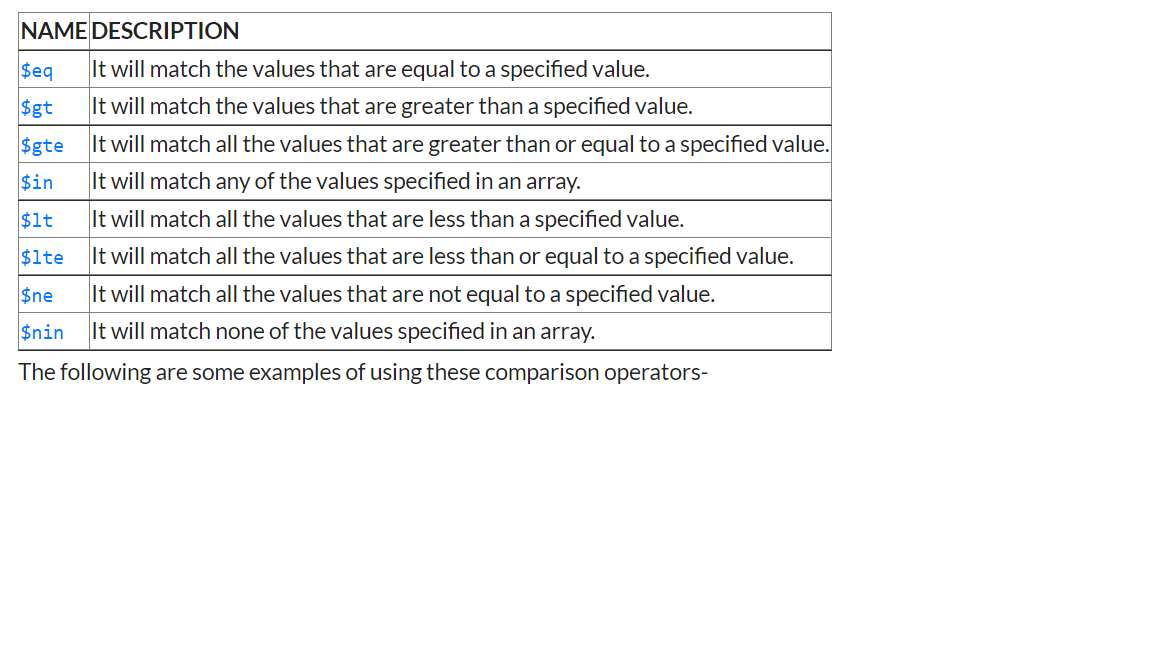 NAME DESCRIPTION
$eq It will match the values that are equal to a specified value.
$gt It will match the values that are greater than a specified value.
$gte It will match all the values that are greater than or equal to a specified value.
$in It will match any of the values specified in an array.
$lt It will match all the values that are less than a specified value.
$lte It will match all the values that are less than or equal to a specified value.
$ne It will match all the values that are not equal to a specified value.
$nin It will match none of the values specified in an array.
The following are some examples of using these comparison operators-